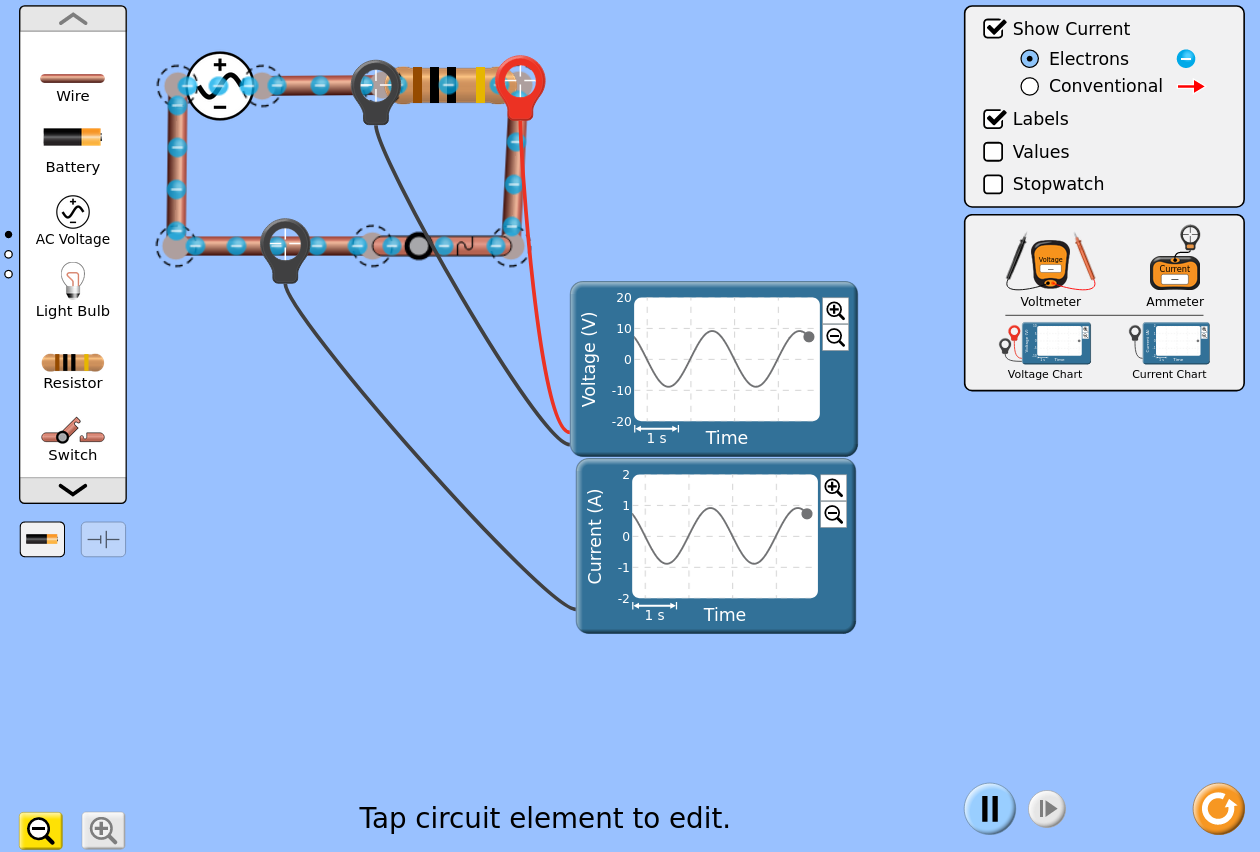 Wire
Battery
AC Voltage
Light Bulb
Resistor
Switch
Show Current
Electrons
Conventional
Labels
Values
Stopwatch
Voltage
Current
Voltmeter
Ammeter
Voltage Chart
Current Chart
Voltage (V)
20
10
0
-10
-20
1 s
Time
Current (A)
2
1
0
-1
-2
1 s
Time
Tap circuit element to edit.